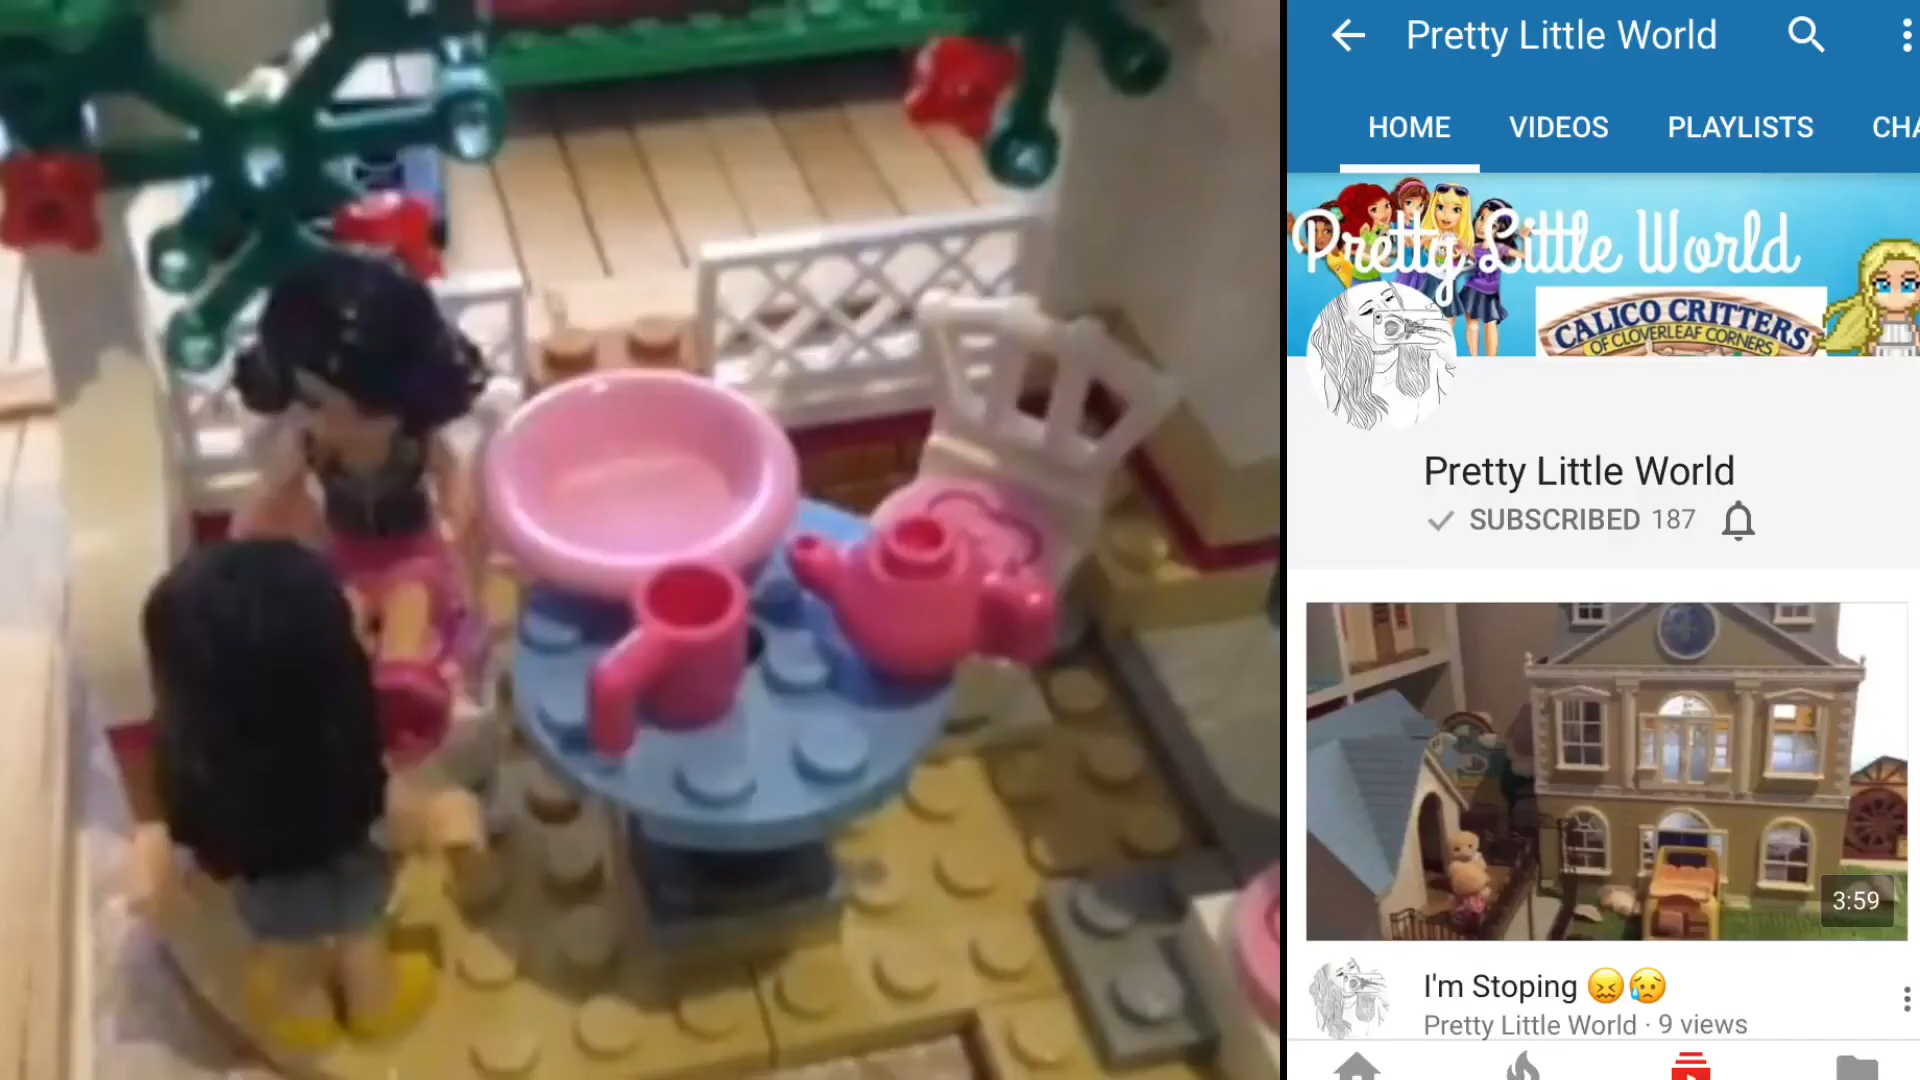 Pretty Little World
HOME VIDEOS PLAYLISTS CHA
Pretty Little World
CALICO CRITTERS
OF CLOVERLEAF CORNERS
Pretty Little World
SUBSCRIBED 187
3:59
I'm Stoping 😖😥
Pretty Little World · 9 views